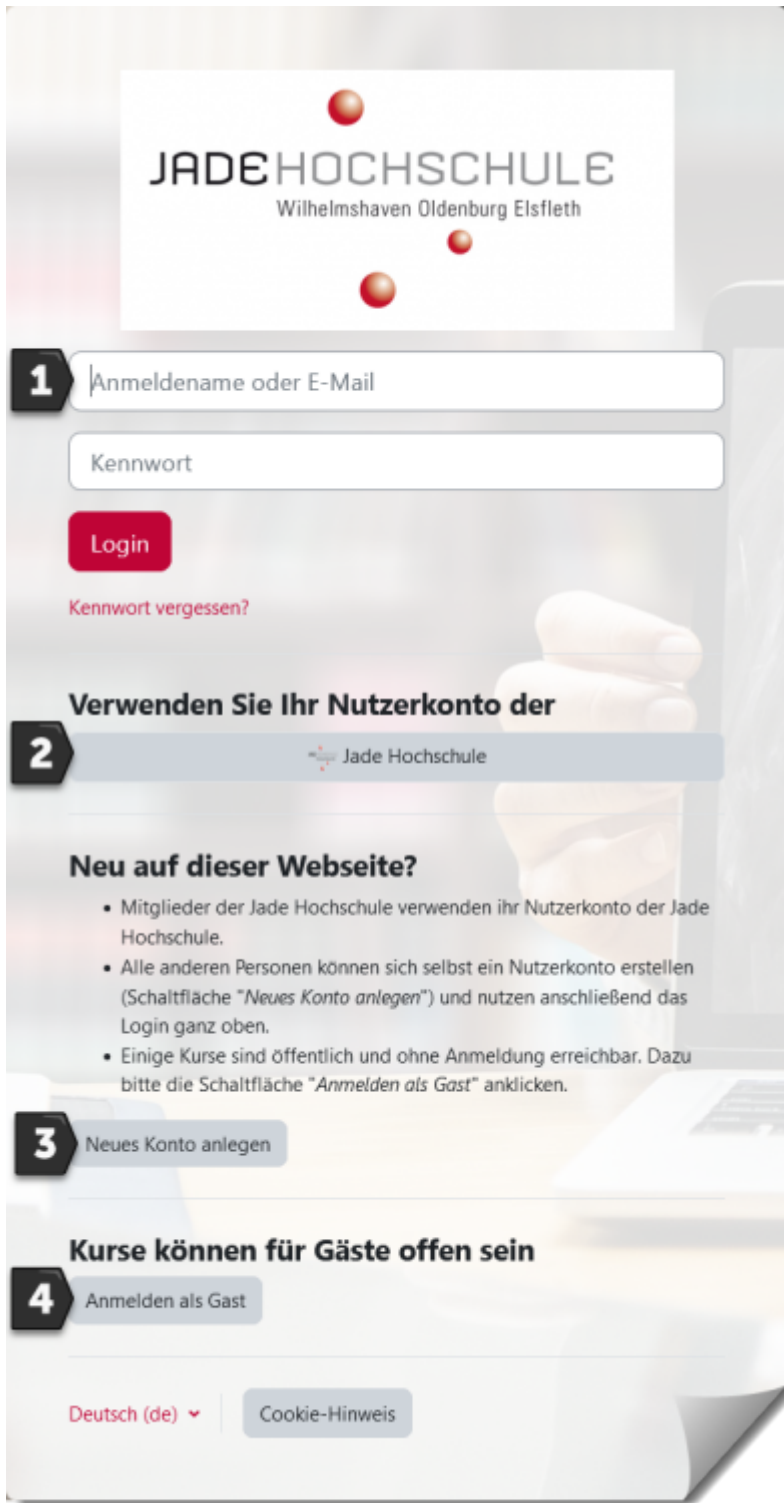 JADEHOCHSCHULE
Wilhelmshaven Oldenburg Elsfleth
1
Anmeldename oder E-Mail
Kennwort
Login
Kennwort vergessen?
Verwenden Sie Ihr Nutzerkonto der
2
Jade Hochschule
Neu auf dieser Webseite?
• Mitglieder der Jade Hochschule verwenden ihr Nutzerkonto der Jade
Hochschule.
• Alle anderen Personen können sich selbst ein Nutzerkonto erstellen
(Schaltfläche "Neues Konto anlegen") und nutzen anschließend das
Login ganz oben.
• Einige Kurse sind öffentlich und ohne Anmeldung erreichbar. Dazu
bitte die Schaltfläche "Anmelden als Gast" anklicken.
3
Neues Konto anlegen
Kurse können für Gäste offen sein
4
Anmelden als Gast
Deutsch (de)
Cookie-Hinweis